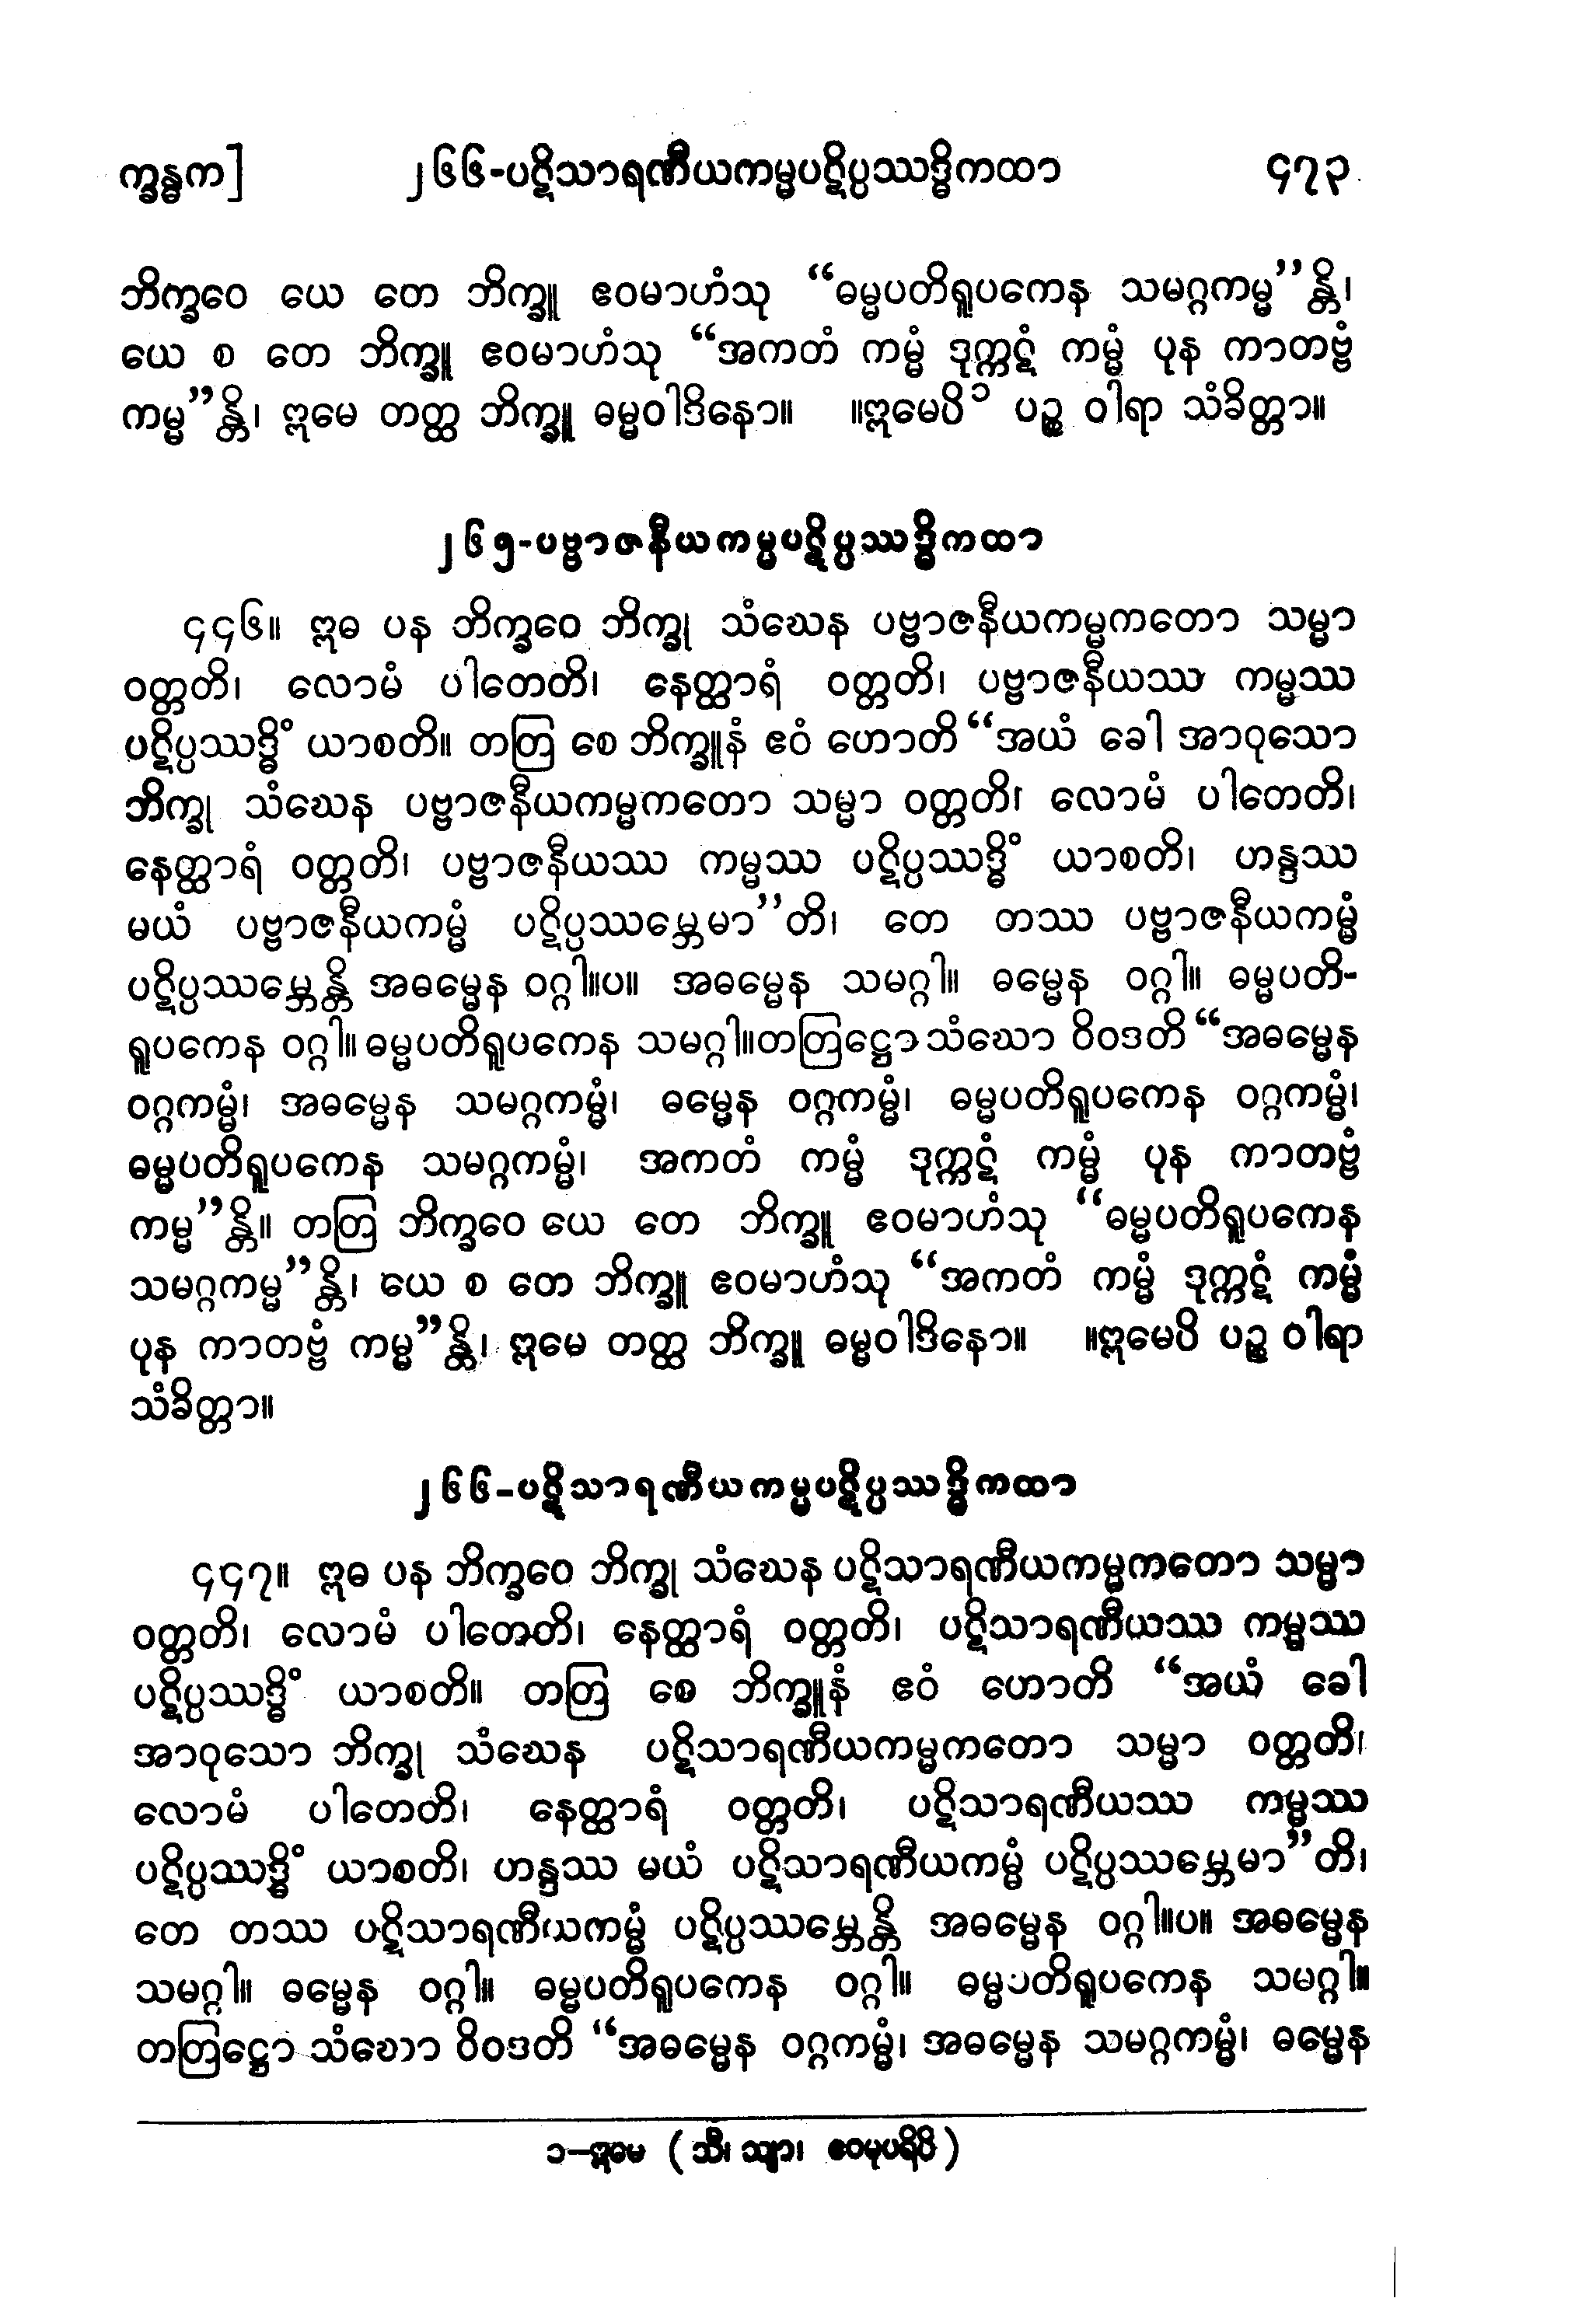 က္ခန္ဓက] ၂၆၆-ပဋိသာရဏီယကမ္မပဋိပ္ပဿဒ္ဓိကထာ ၄၇၃
ဘိက္ခဝေ ယေ တေ ဘိက္ခူ ဧဝမာဟံသု “ဓမ္မပတိရူပကေန သမဂ္ဂကမ္မ”န္တိ၊
ယေ စ တေ ဘိက္ခူ ဧဝမာဟံသု “အကတံ ကမ္မံ ဒုက္ကဋံ ကမ္မံ ပုန ကာတဗ္ဗံ
ကမ္မ”န္တိ၊ ဣမေ တတ္ထ ဘိက္ခူ ဓမ္မဝါဒိနော။ ။ဣမေပိ၁ ပဉ္စ ဝါရာ သံခိတ္တာ။
၂၆၅-ပဗ္ဗာဇနီယကမ္မပဋိပ္ပဿဒ္ဓိကထာ
၄၄၆။ ဣဓ ပန ဘိက္ခဝေ ဘိက္ခု သံဃေန ပဗ္ဗာဇနီယကမ္မကတော သမ္မာ
ဝတ္တတိ၊ လောမံ ပါတေတိ၊ နေတ္ထာရံ ဝတ္တတိ၊ ပဗ္ဗာဇနီယဿ ကမ္မဿ
ပဋိပ္ပဿဒ္ဓိံ ယာစတိ။ တတြ စေ ဘိက္ခူနံ ဧဝံ ဟောတိ “အယံ ခေါ အာဝုသော
ဘိက္ခု သံဃေန ပဗ္ဗာဇနီယကမ္မကတော သမ္မာ ဝတ္တတိ၊ လောမံ ပါတေတိ၊
နေတ္ထာရံ ဝတ္တတိ၊ ပဗ္ဗာဇနီယဿ ကမ္မဿ ပဋိပ္ပဿဒ္ဓိံ ယာစတိ၊ ဟန္ဒဿ
မယံ ပဗ္ဗာဇနီယကမ္မံ ပဋိပ္ပဿမ္ဘေမာ”တိ၊ တေ တဿ ပဗ္ဗာဇနီယကမ္မံ
ပဋိပ္ပဿမ္ဘေန္တိ အဓမ္မေန ဝဂ္ဂါ။ပ။ အဓမ္မေန သမဂ္ဂါ။ ဓမ္မေန ဝဂ္ဂါ။ ဓမ္မပတိ-
ရူပကေန ဝဂ္ဂါ။ ဓမ္မပတိရူပကေန သမဂ္ဂါ။တတြဋ္ဌော သံဃော ဝိဝဒတိ “အဓမ္မေန
ဝဂ္ဂကမ္မံ၊ အဓမ္မေန သမဂ္ဂကမ္မံ၊ ဓမ္မေန ဝဂ္ဂကမ္မံ၊ ဓမ္မပတိရူပကေန ဝဂ္ဂကမ္မံ၊
ဓမ္မပတိရူပကေန သမဂ္ဂကမ္မံ၊ အကတံ ကမ္မံ ဒုက္ကဋံ ကမ္မံ ပုန ကာတဗ္ဗံ
ကမ္မ”န္တိ။ တတြ ဘိက္ခဝေ ယေ တေ ဘိက္ခူ ဧဝမာဟံသု “ဓမ္မပတိရူပကေန
သမဂ္ဂကမ္မ”န္တိ၊ ယေ စ တေ ဘိက္ခူ ဧဝမာဟံသု “အကတံ ကမ္မံ ဒုက္ကဋံ ကမ္မံ
ပုန ကာတဗ္ဗံ ကမ္မ”န္တိ၊ ဣမေ တတ္ထ ဘိက္ခူ ဓမ္မဝါဒိနော။ ။ဣမေပိ ပဉ္စ ဝါရာ
သံခိတ္တာ။
၂၆၆-ပဋိသာရဏီယကမ္မပဋိပ္ပဿဒ္ဓိကထာ
၄၄၇။ ဣဓ ပန ဘိက္ခဝေ ဘိက္ခု သံဃေန ပဋိသာရဏီယကမ္မကတော သမ္မာ
ဝတ္တတိ၊ လောမံ ပါတေတိ၊ နေတ္ထာရံ ဝတ္တတိ၊ ပဋိသာရဏီယဿ ကမ္မဿ
ပဋိပ္ပဿဒ္ဓိံ ယာစတိ။ တတြ စေ ဘိက္ခူနံ ဧဝံ ဟောတိ “အယံ ခေါ
အာဝုသော ဘိက္ခု သံဃေန ပဋိသာရဏီယကမ္မကတော သမ္မာ ဝတ္တတိ၊
လောမံ ပါတေတိ၊ နေတ္ထာရံ ဝတ္တတိ၊ ပဋိသာရဏီယဿ ကမ္မဿ
ပဋိပ္ပဿဒ္ဓိံ ယာစတိ၊ ဟန္ဒဿ မယံ ပဋိသာရဏီယကမ္မံ ပဋိပ္ပဿမ္ဘေမာ”တိ၊
တေ တဿ ပဋိသာရဏီယကမ္မံ ပဋိပ္ပဿမ္ဘေန္တိ အဓမ္မေန ဝဂ္ဂါ။ပ။ အဓမ္မေန
သမဂ္ဂါ။ ဓမ္မေန ဝဂ္ဂါ။ ဓမ္မပတိရူပကေန ဝဂ္ဂါ။ ဓမ္မပတိရူပကေန သမဂ္ဂါ။
တတြဋ္ဌော သံဃော ဝိဝဒတိ “အဓမ္မေန ဝဂ္ဂကမ္မံ၊ အဓမ္မေန သမဂ္ဂကမ္မံ၊ ဓမ္မေန
၁-ဣမေ (သီ၊ သျာ၊ ဧဝမုပရိပိ)